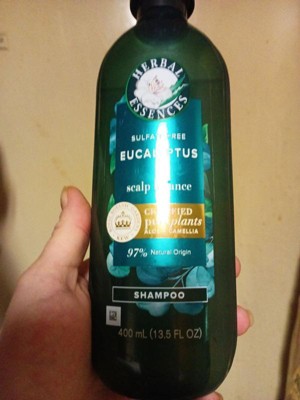 HERBAL
ESSENCES
SULFATE-FREE
EUCALYPTUS
scalp balance
CERTIFIED
pure plants
ALOE + CAMELLIA
97% Natural Origin
SHAMPOO
400 mL (13.5 FL OZ)